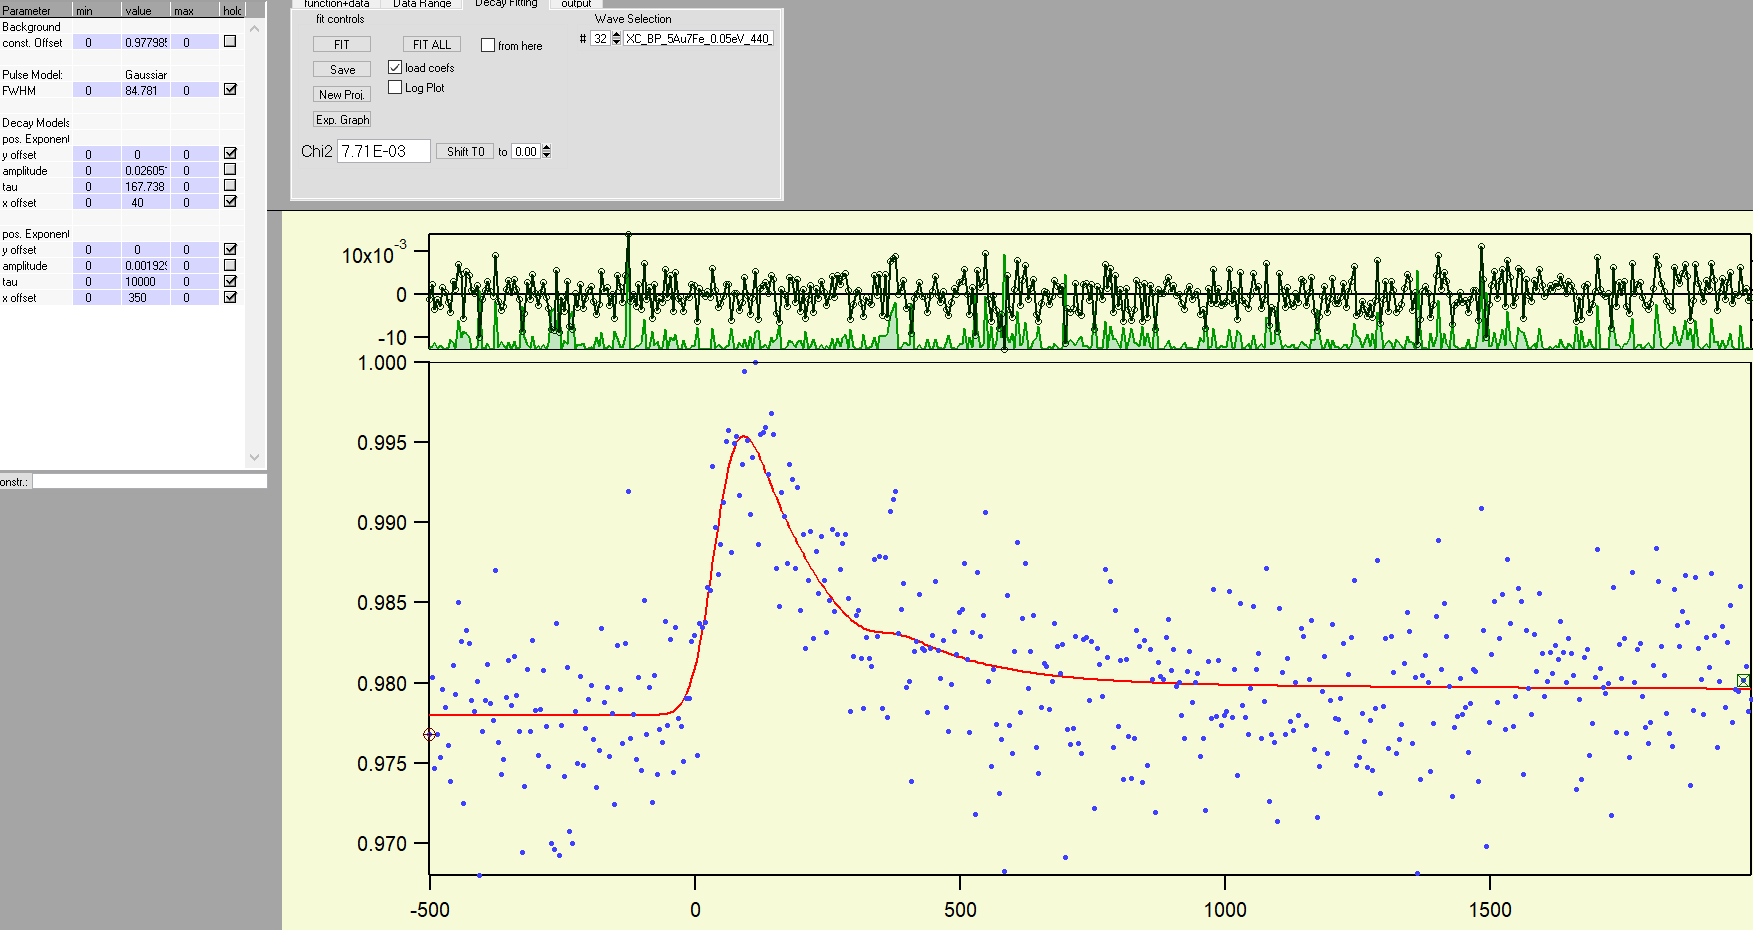 Parameter min value max hold
Background
const. Offset 0 0.97798
Pulse Model: Gaussian
FWHM 0 84.781 0
Decay Models
pos. Exponent
y offset 0 0 0
amplitude 0 0.02605 0
tau 0 167.738 0
x offset 0 40 0
pos. Exponent
y offset 0 0 0
amplitude 0 0.00192 0
tau 0 10000 0
x offset 0 350 0
onstr.:
function+data Data Range Decay Fitting output
fit controls
FIT FIT ALL from here
Save load coefs
New Proj. Log Plot
Exp. Graph
Chi2 7.71E-03 Shift T0 to 0.00
Wave Selection
# 32 XC_BP_5Au7Fe_0.05eV_440_
10x10-3
0
-10
1.000
0.995
0.990
0.985
0.980
0.975
0.970
-500 0 500 1000 1500